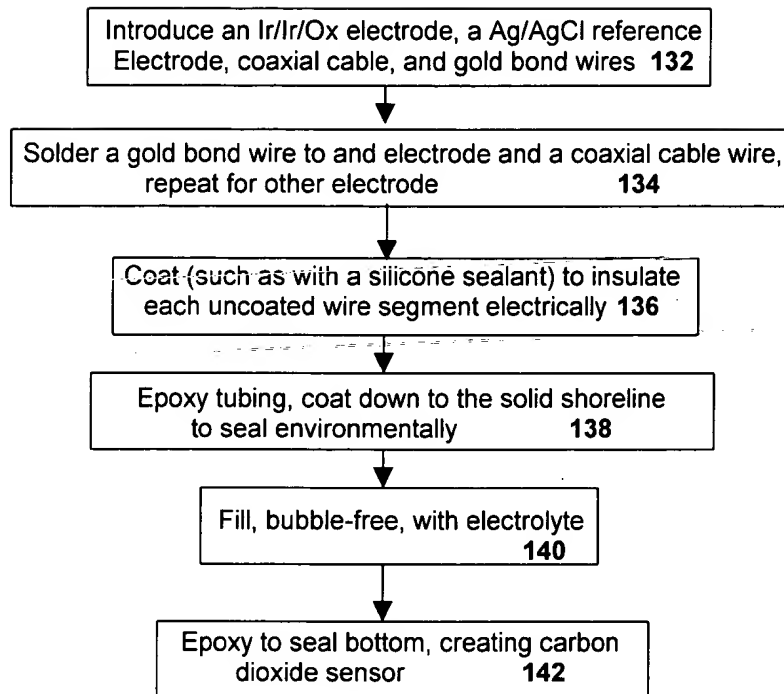 Introduce an Ir/Ir/Ox electrode, a Ag/AgCl reference
Electrode, coaxial cable, and gold bond wires 132
Solder a gold bond wire to and electrode and a coaxial cable wire,
repeat for other electrode 134
Coat (such as with a silicone sealant) to insulate
each uncoated wire segment electrically 136
Epoxy tubing, coat down to the solid shoreline
to seal environmentally 138
Fill, bubble-free, with electrolyte
140
Epoxy to seal bottom, creating carbon
dioxide sensor 142